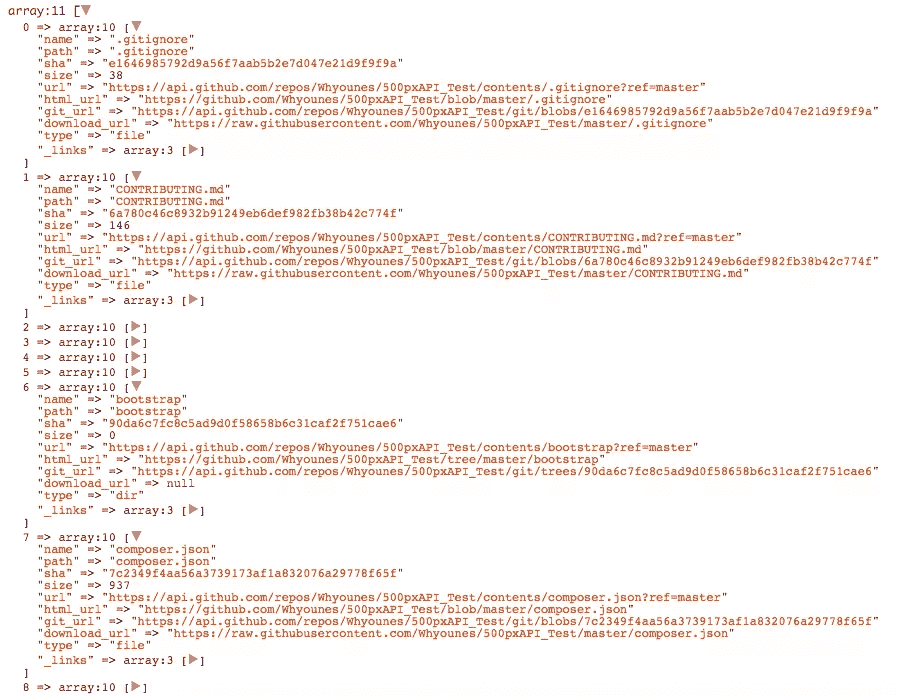 array:11 [▼
0 => array:10 [▼
"name" => ".gitignore"
"path" => ".gitignore"
"sha" => "e1646985792d9a56f7aab5b2e7d047e21d9f9f9a"
"size" => 38
"url" => "https://api.github.com/repos/Whyounes/500pxAPI_Test/contents/.gitignore?ref=master"
"html_url" => "https://github.com/Whyounes/500pxAPI_Test/blob/master/.gitignore"
"git_url" => "https://api.github.com/repos/Whyounes/500pxAPI_Test/git/blobs/e1646985792d9a56f7aab5b2e7d047e21d9f9f9a"
"download_url" => "https://raw.githubusercontent.com/Whyounes/500pxAPI_Test/master/.gitignore"
"type" => "file"
"_links" => array:3 [▶]
]
1 => array:10 [▼
"name" => "CONTRIBUTING.md"
"path" => "CONTRIBUTING.md"
"sha" => "6a780c46c8932b91249eb6def982fb38b42c774f"
"size" => 146
"url" => "https://api.github.com/repos/Whyounes/500pxAPI_Test/contents/CONTRIBUTING.md?ref=master"
"html_url" => "https://github.com/Whyounes/500pxAPI_Test/blob/master/CONTRIBUTING.md"
"git_url" => "https://api.github.com/repos/Whyounes/500pxAPI_Test/git/blobs/6a780c46c8932b91249eb6def982fb38b42c774f"
"download_url" => "https://raw.githubusercontent.com/Whyounes/500pxAPI_Test/master/CONTRIBUTING.md"
"type" => "file"
"_links" => array:3 [▶]
]
2 => array:10 [▶]
3 => array:10 [▶]
4 => array:10 [▶]
5 => array:10 [▶]
6 => array:10 [▼
"name" => "bootstrap"
"path" => "bootstrap"
"sha" => "90da6c7fc8c5ad9d0f58658b6c31caf2f751cae6"
"size" => 0
"url" => "https://api.github.com/repos/Whyounes/500pxAPI_Test/contents/bootstrap?ref=master"
"html_url" => "https://github.com/Whyounes/500pxAPI_Test/tree/master/bootstrap"
"git_url" => "https://api.github.com/repos/Whyounes/500pxAPI_Test/git/trees/90da6c7fc8c5ad9d0f58658b6c31caf2f751cae6"
"download_url" => null
"type" => "dir"
"_links" => array:3 [▶]
]
7 => array:10 [▼
"name" => "composer.json"
"path" => "composer.json"
"sha" => "7c2349f4aa56a3739173af1a832076a29778f65f"
"size" => 937
"url" => "https://api.github.com/repos/Whyounes/500pxAPI_Test/contents/composer.json?ref=master"
"html_url" => "https://github.com/Whyounes/500pxAPI_Test/blob/master/composer.json"
"git_url" => "https://api.github.com/repos/Whyounes/500pxAPI_Test/git/blobs/7c2349f4aa56a3739173af1a832076a29778f65f"
"download_url" => "https://raw.githubusercontent.com/Whyounes/500pxAPI_Test/master/composer.json"
"type" => "file"
"_links" => array:3 [▶]
]
8 => array:10 [▶]